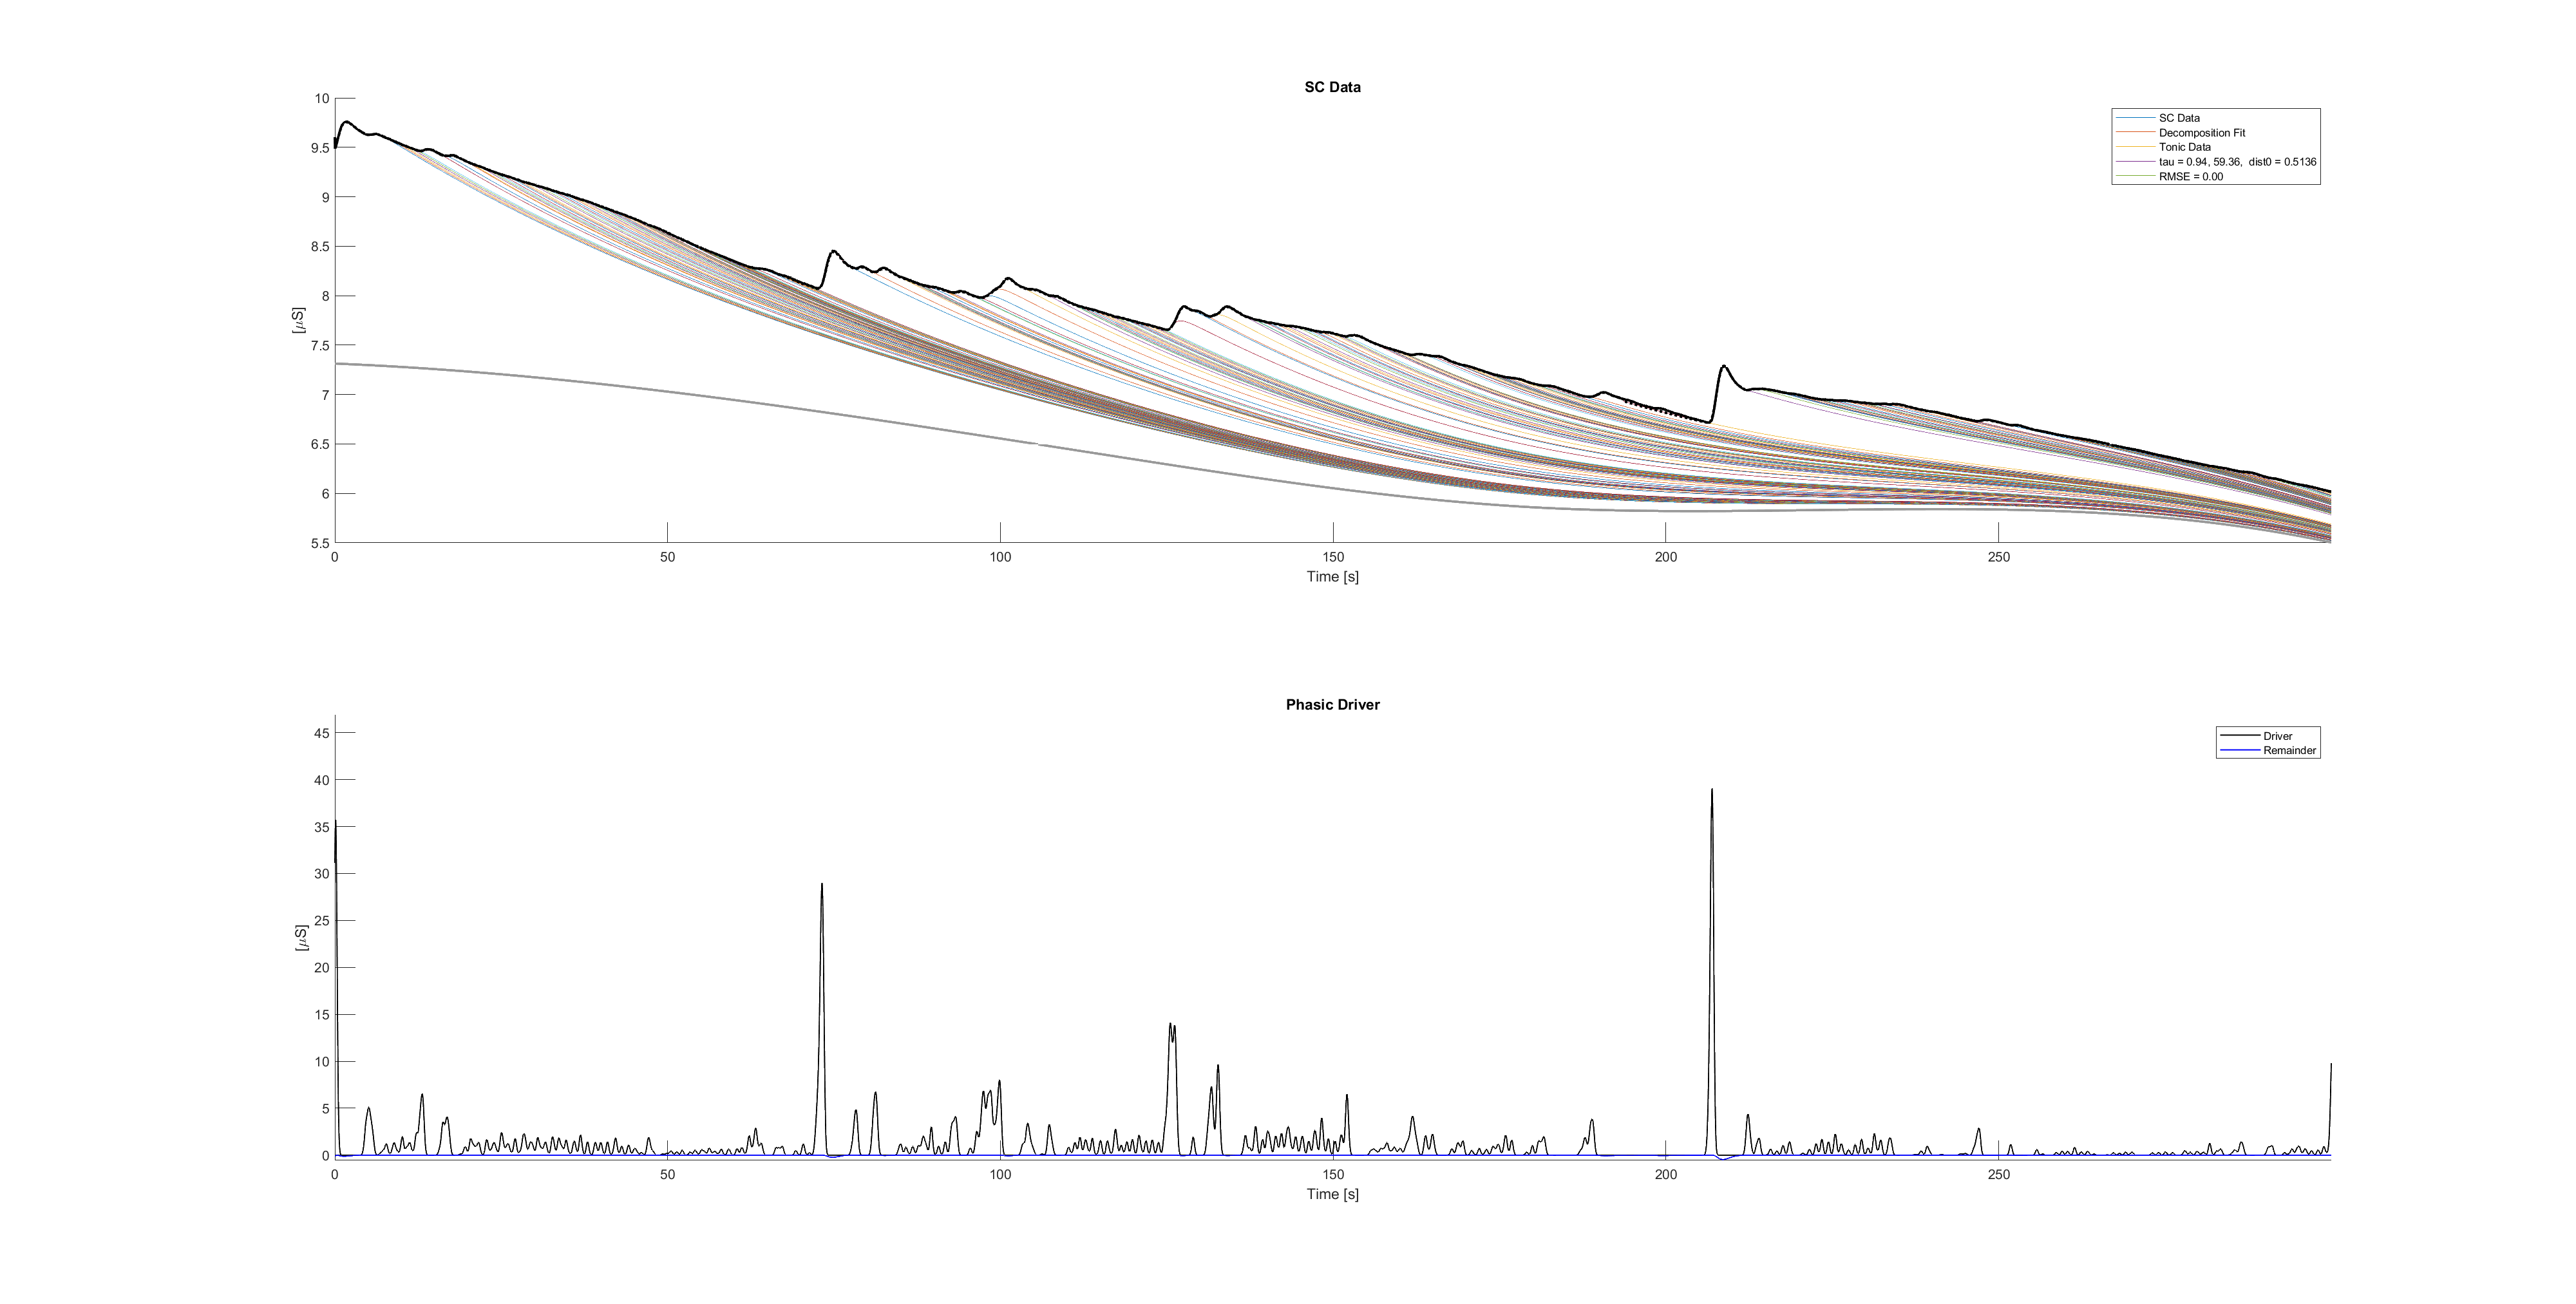 SC Data
10
9.5
9
8.5
8
7.5
7
6.5
6
5.5
[μS]
0 50 100 150 200 250
Time [s]
SC Data
Decomposition Fit
Tonic Data
tau = 0.94, 59.36, dist0 = 0.5136
RMSE = 0.00
Phasic Driver
45
40
35
30
25
20
15
10
5
0
[μS]
0 50 100 150 200 250
Time [s]
Driver
Remainder